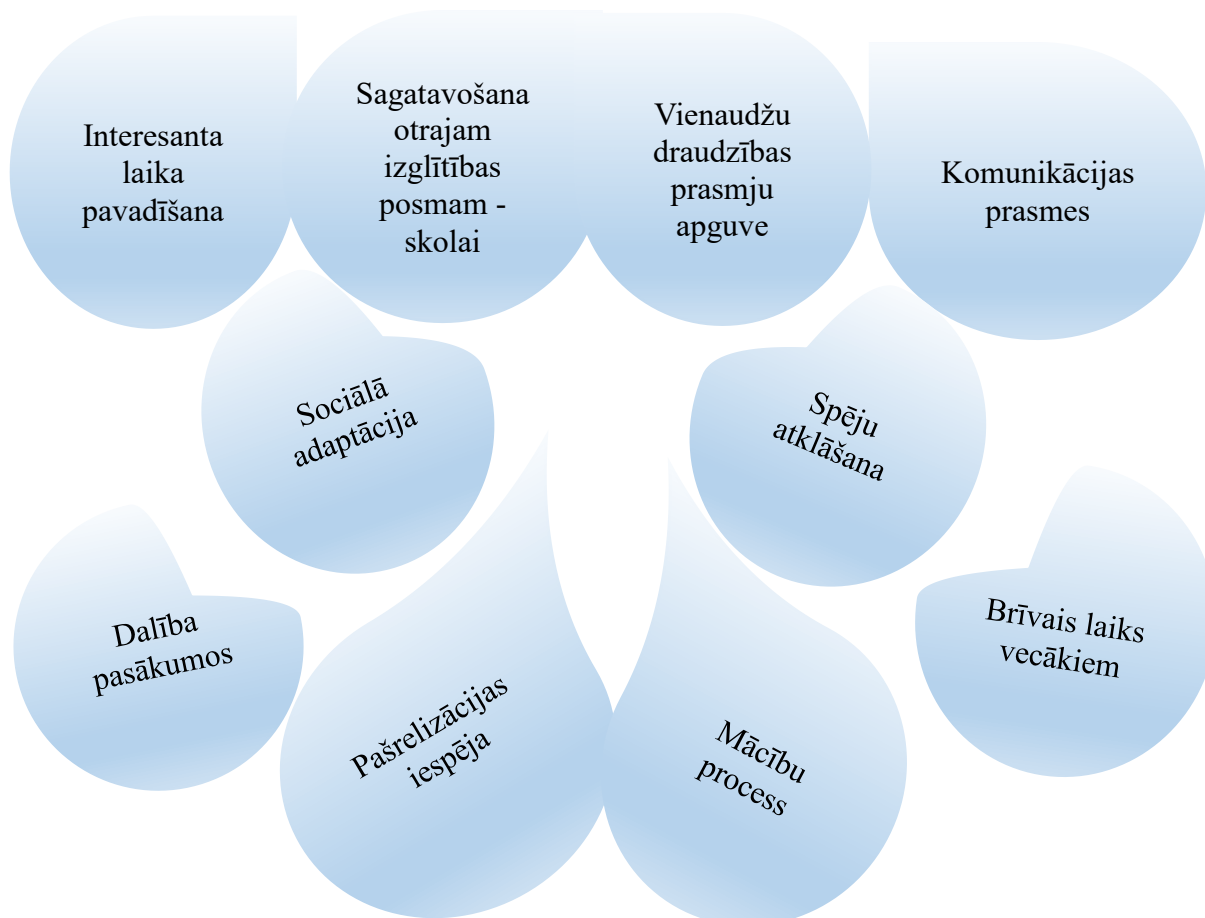 Interesanta
laika
pavadīšana
Sagatavošana
otrajam
izglītības
posmam -
skolai
Vienaudžu
draudzības
prasmju
apguve
Komunikācijas
prasmes
Sociālā
adaptācija
Spēju
atklāšana
Dalība
pasākumos
Pašrelizācijas
iespēja
Mācību
process
Brīvais laiks
vecākiem